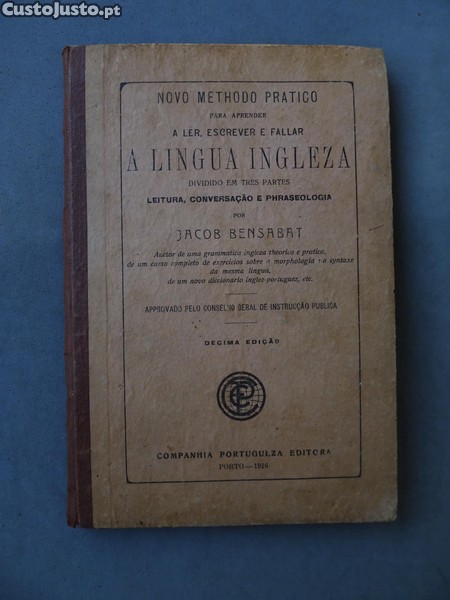 CustoJusto.pt
NOVO METHODO PRATICO
PARA APRENDER
A LER, ESCREVER E FALLAR
A LINGUA INGLEZA
DIVIDIDO EM TRES PARTES
LEITURA, CONVERSAÇÃO E PHRASEOLOGIA
POR
JACOB BENSABAT
Auctor de uma grammatica ingleza theorica e pratica,
de um curso completo de exercicios sobre a morphologia e a syntaxe
da mesma lingua,
de um novo diccionario inglez-portuguez, etc.
APPROVADO PELO CONSELHO GERAL DE INSTRUCÇÃO PUBLICA
DECIMA EDIÇÃO
COMPANHIA PORTUGUEZA EDITORA
PORTO—1916